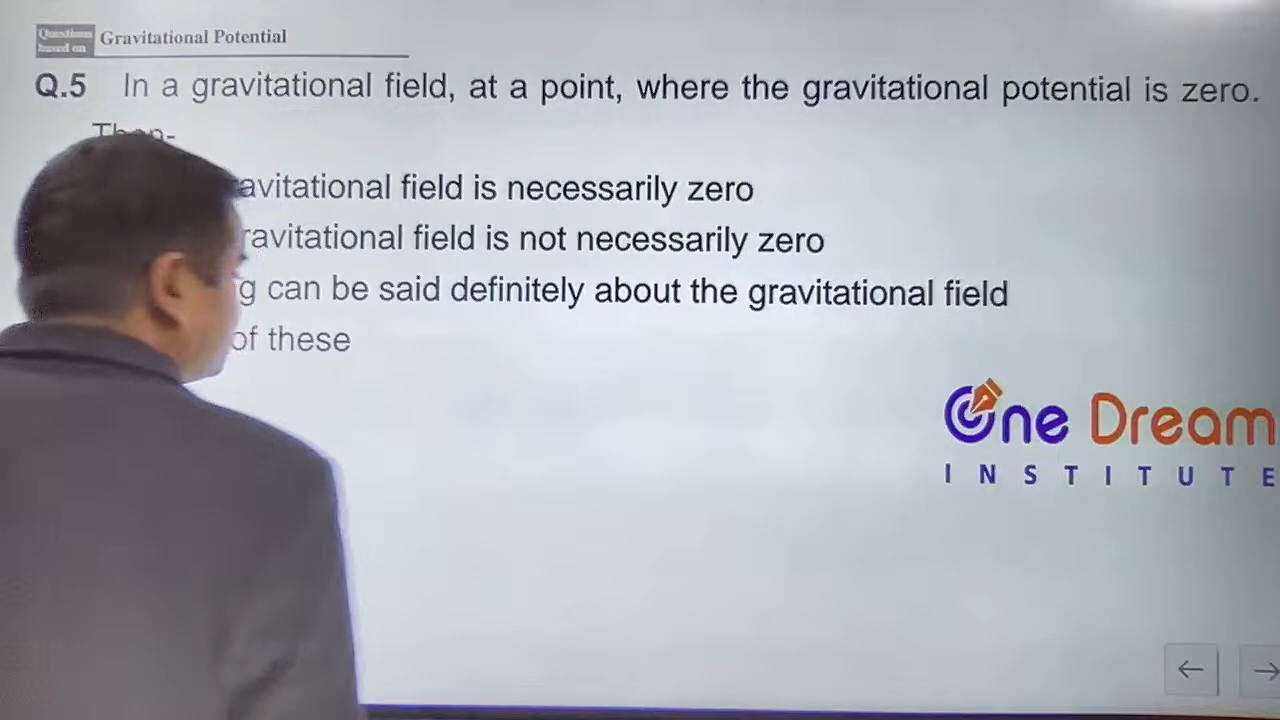 Questions based on
Gravitational Potential
Q.5 In a gravitational field, at a point, where the gravitational potential is zero.
avitational field is necessarily zero
ravitational field is not necessarily zero
g can be said definitely about the gravitational field
of these
One Dream
INSTITUTE